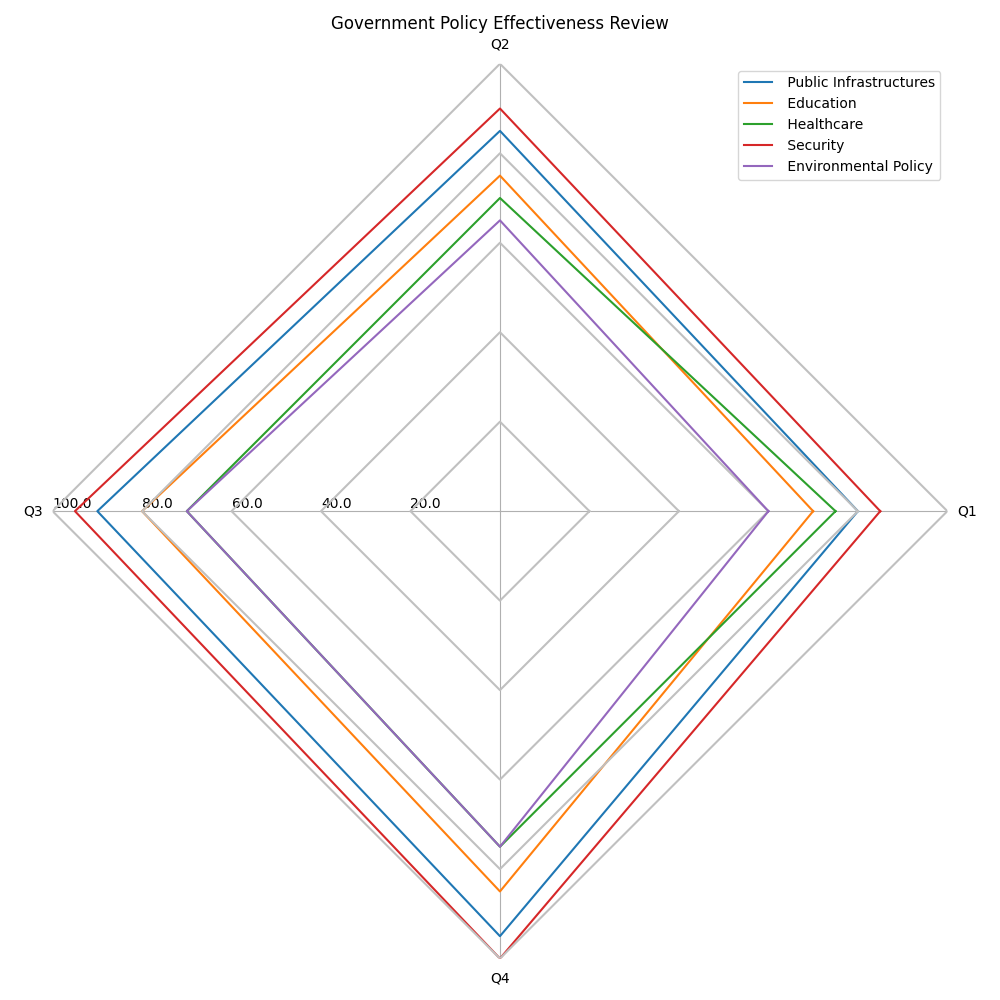 Government Policy Effectiveness Review
Q2
Public Infrastructures
Education
Healthcare
Security
Environmental Policy
100.0 80.0 60.0 40.0 20.0
Q3
Q1
Q4